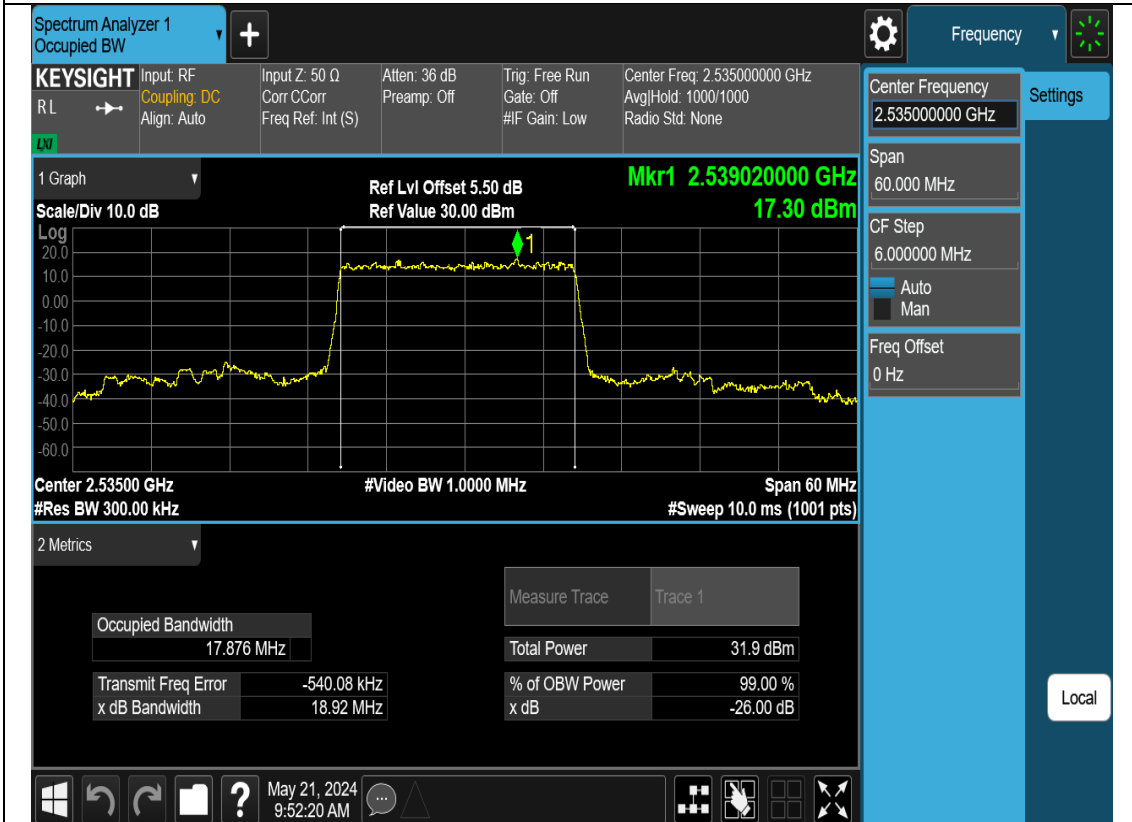 Spectrum Analyzer 1
Occupied BW
+
Frequency
KEYSIGHT
R L
LXI
Input: RF
Coupling: DC
Align: Auto
Input Z: 50 Ω
Corr CCorr
Freq Ref: Int (S)
Atten: 36 dB
Preamp: Off
Trig: Free Run
Gate: Off
#IF Gain: Low
Center Freq: 2.535000000 GHz
Avg|Hold: 1000/1000
Radio Std: None
Center Frequency
2.535000000 GHz
Settings
Span
60.000 MHz
CF Step
6.000000 MHz
Auto
Man
Freq Offset
0 Hz
Local
1 Graph
Scale/Div 10.0 dB
Ref Lvl Offset 5.50 dB
Ref Value 30.00 dBm
Mkr1 2.539020000 GHz
17.30 dBm
Log
20.0
10.0
0.00
-10.0
-20.0
-30.0
-40.0
-50.0
-60.0
1
Center 2.53500 GHz
#Video BW 1.0000 MHz
Span 60 MHz
#Res BW 300.00 kHz
#Sweep 10.0 ms (1001 pts)
2 Metrics
Measure Trace Trace 1
Occupied Bandwidth
17.876 MHz
Total Power 31.9 dBm
Transmit Freq Error -540.08 kHz
% of OBW Power 99.00 %
x dB Bandwidth 18.92 MHz
x dB -26.00 dB
?
May 21, 2024
9:52:20 AM